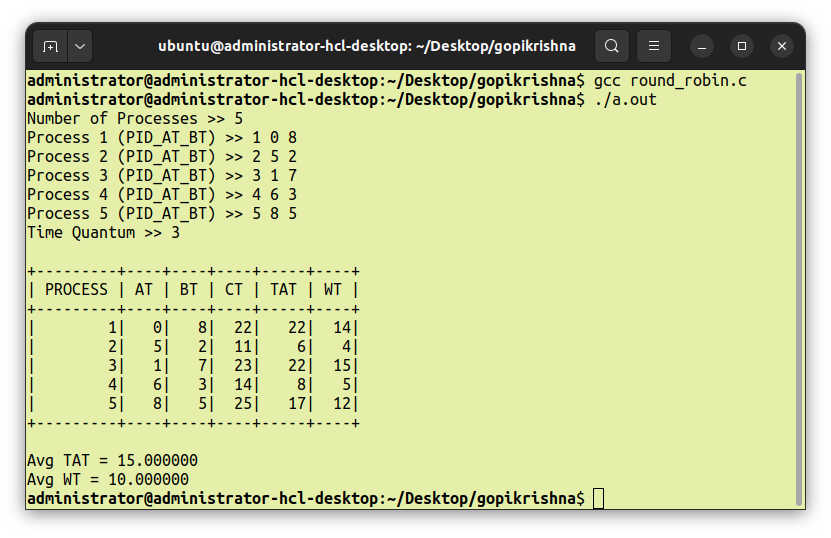 ubuntu@administrator-hcl-desktop: ~/Desktop/gopikrishna
administrator@administrator-hcl-desktop:~/Desktop/gopikrishna$ gcc round_robin.c
administrator@administrator-hcl-desktop:~/Desktop/gopikrishna$ ./a.out
Number of Processes >> 5
Process 1 (PID_AT_BT) >> 1 0 8
Process 2 (PID_AT_BT) >> 2 5 2
Process 3 (PID_AT_BT) >> 3 1 7
Process 4 (PID_AT_BT) >> 4 6 3
Process 5 (PID_AT_BT) >> 5 8 5
Time Quantum >> 3
+---------+----+----+----+-----+----+
| PROCESS | AT | BT | CT | TAT | WT |
+---------+----+----+----+-----+----+
|        1|   0|   8|  22|   22|  14|
|        2|   5|   2|  11|    6|   4|
|        3|   1|   7|  23|   22|  15|
|        4|   6|   3|  14|    8|   5|
|        5|   8|   5|  25|   17|  12|
+---------+----+----+----+-----+----+
Avg TAT = 15.000000
Avg WT = 10.000000
administrator@administrator-hcl-desktop:~/Desktop/gopikrishna$